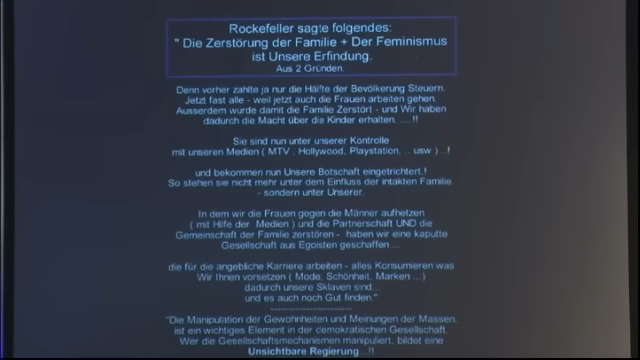 Rockefeller sagte folgendes:
" Die Zerstörung der Familie + Der Feminismus
ist Unsere Erfindung.
Aus 2 Gründen.
Denn vorher zahlte ja nur die Hälfte der Bevölkerung Steuern.
Jetzt fast alle - weil jetzt auch die Frauen arbeiten gehen.
Ausserdem wurde damit die Familie Zerstört - und Wir haben
dadurch die Macht über die Kinder erhalten. ....!!
Sie sind nun unter unserer Kontrolle
mit unseren Medien ( MTV , Hollywood, Playstation, .. usw ) ..!
und bekommen nun Unsere Botschaft eingetrichtert.!
So stehen sie nicht mehr unter dem Einfluss der intakten Familie
- sondern unter Unserer.
In dem wir die Frauen gegen die Männer aufhetzen
( mit Hilfe der Medien ) und die Partnerschaft UND die
Gemeinschaft der Familie zerstören - haben wir eine kaputte
Gesellschaft aus Egoisten geschaffen ...
die für die angebliche Karriere arbeiten - alles Konsumieren was
Wir Ihnen vorsetzen ( Mode, Schönheit, Marken ...)
dadurch unsere Sklaven sind...
und es auch noch Gut finden."
------------------------
"Die Manipulation der Gewohnheiten und Meinungen der Massen,
ist ein wichtiges Element in der demokratischen Gesellschaft.
Wer die Gesellschaftsmechanismen manipuliert, bildet eine
Unsichtbare Regierung...!!